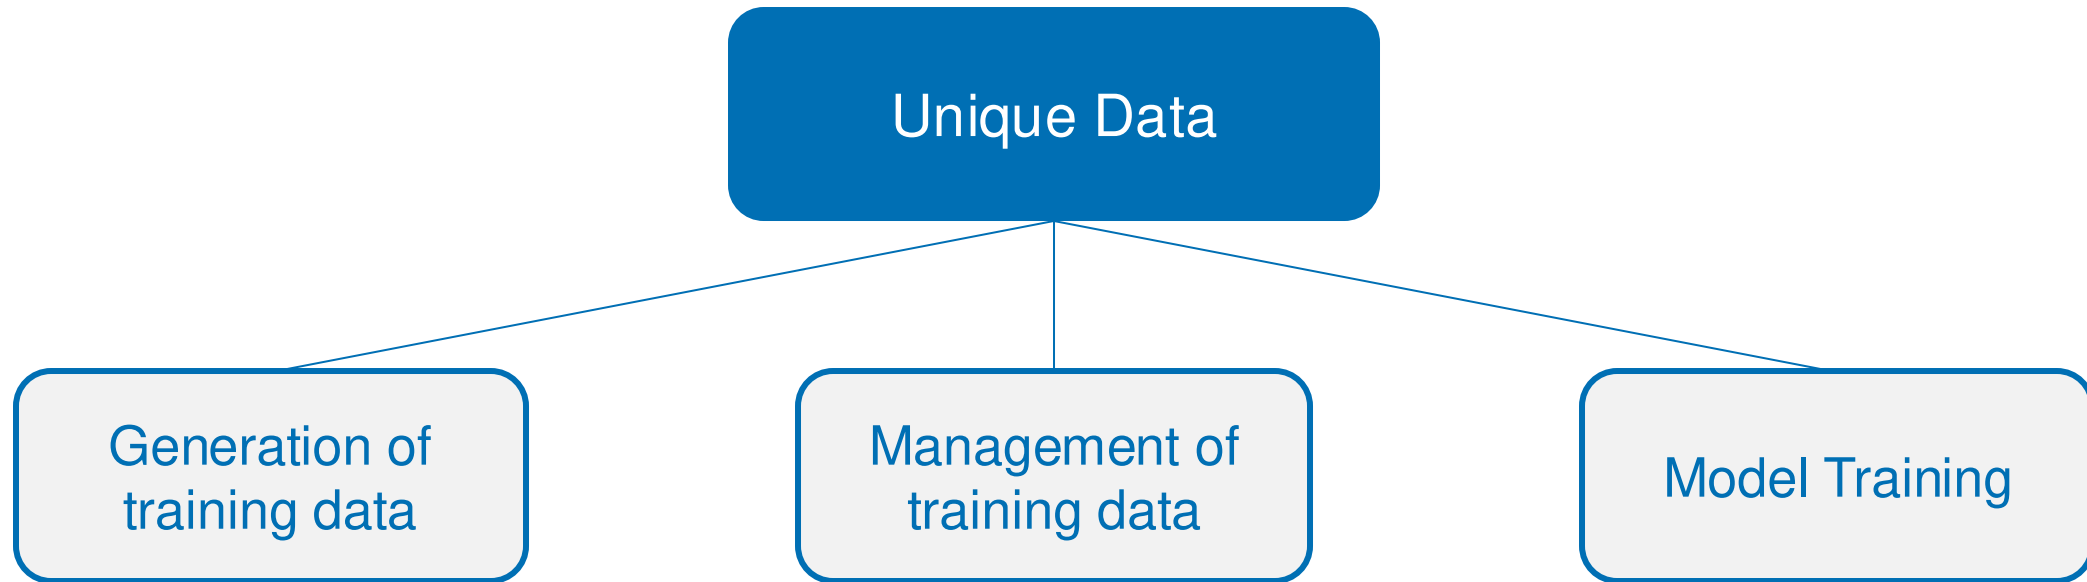 Unique Data
Generation of
training data
Management of
training data
Model Training